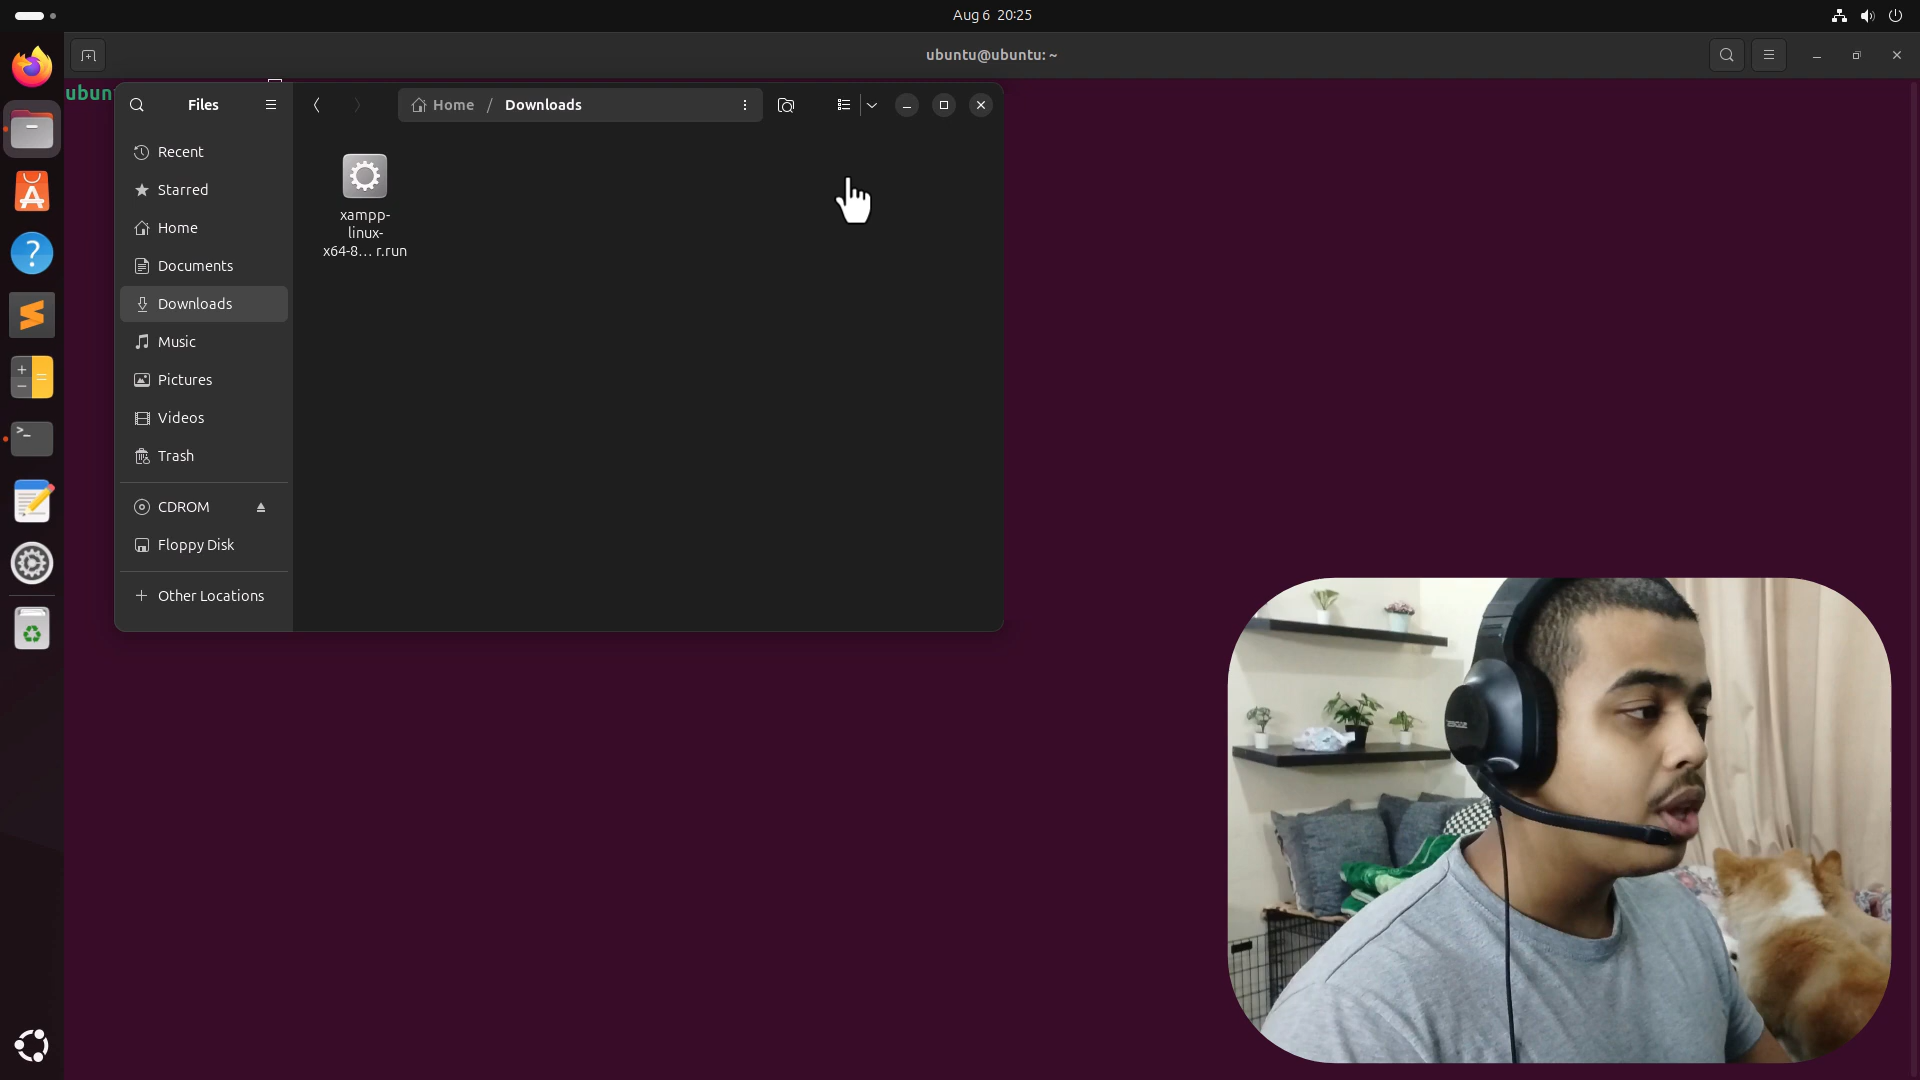 Aug 6 20:25
ubuntu@ubuntu: ~
ubun
Files
Home / Downloads
Recent
Starred
Home
Documents
Downloads
Music
Pictures
Videos
Trash
CDROM
Floppy Disk
Other Locations
xampp-
linux-
x64-8... r.run